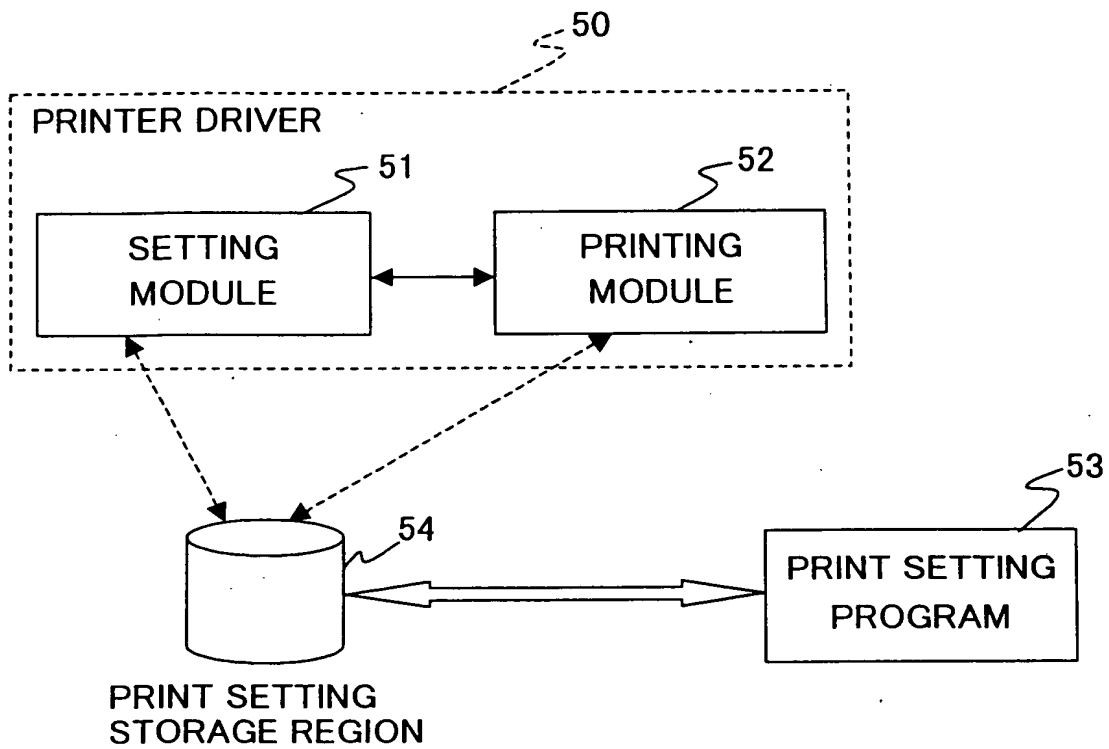 50
PRINTER DRIVER
51
52
SETTING
MODULE
PRINTING
MODULE
53
54
PRINT SETTING
PROGRAM
PRINT SETTING
STORAGE REGION